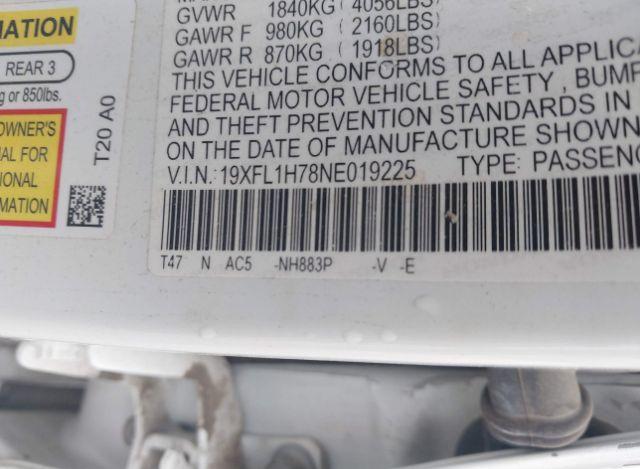 RMATION
REAR 3
g or 850lbs.
OWNER'S
AL FOR
IONAL
RMATION
T20 A0
GVWR 1840KG (4056LBS)
GAWR F 980KG (2160LBS)
GAWR R 870KG (1918LBS)
THIS VEHICLE CONFORMS TO ALL APPLICA
FEDERAL MOTOR VEHICLE SAFETY, BUMP
AND THEFT PREVENTION STANDARDS IN
ON THE DATE OF MANUFACTURE SHOWN
V.I.N.:19XFL1H78NE019225 TYPE: PASSENG
T47 N AC5 -NH883P -V -E